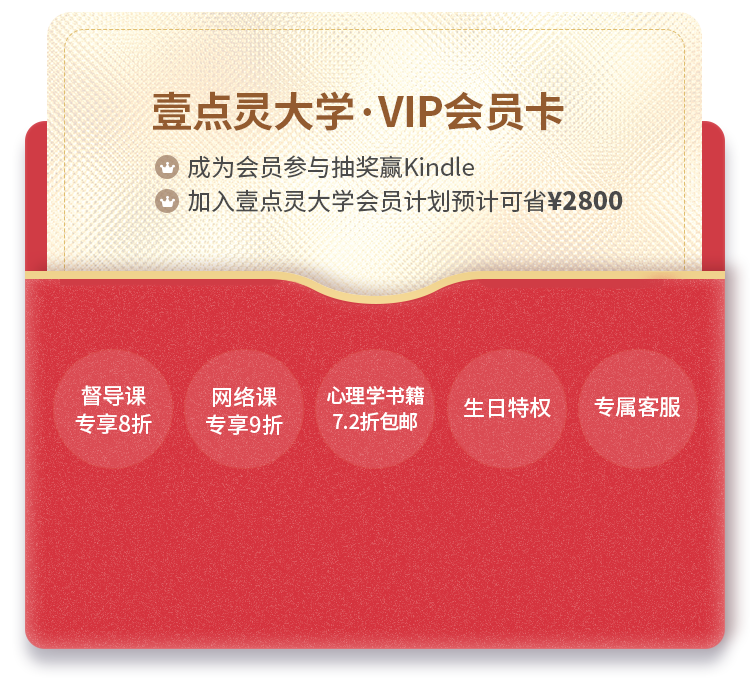 壹点灵大学·VIP会员卡
成为会员参与抽奖赢Kindle
加入壹点灵大学会员计划预计可省¥2800
督导课
专享8折
网络课
专享9折
心理学书籍
7.2折包邮
生日特权
专属客服